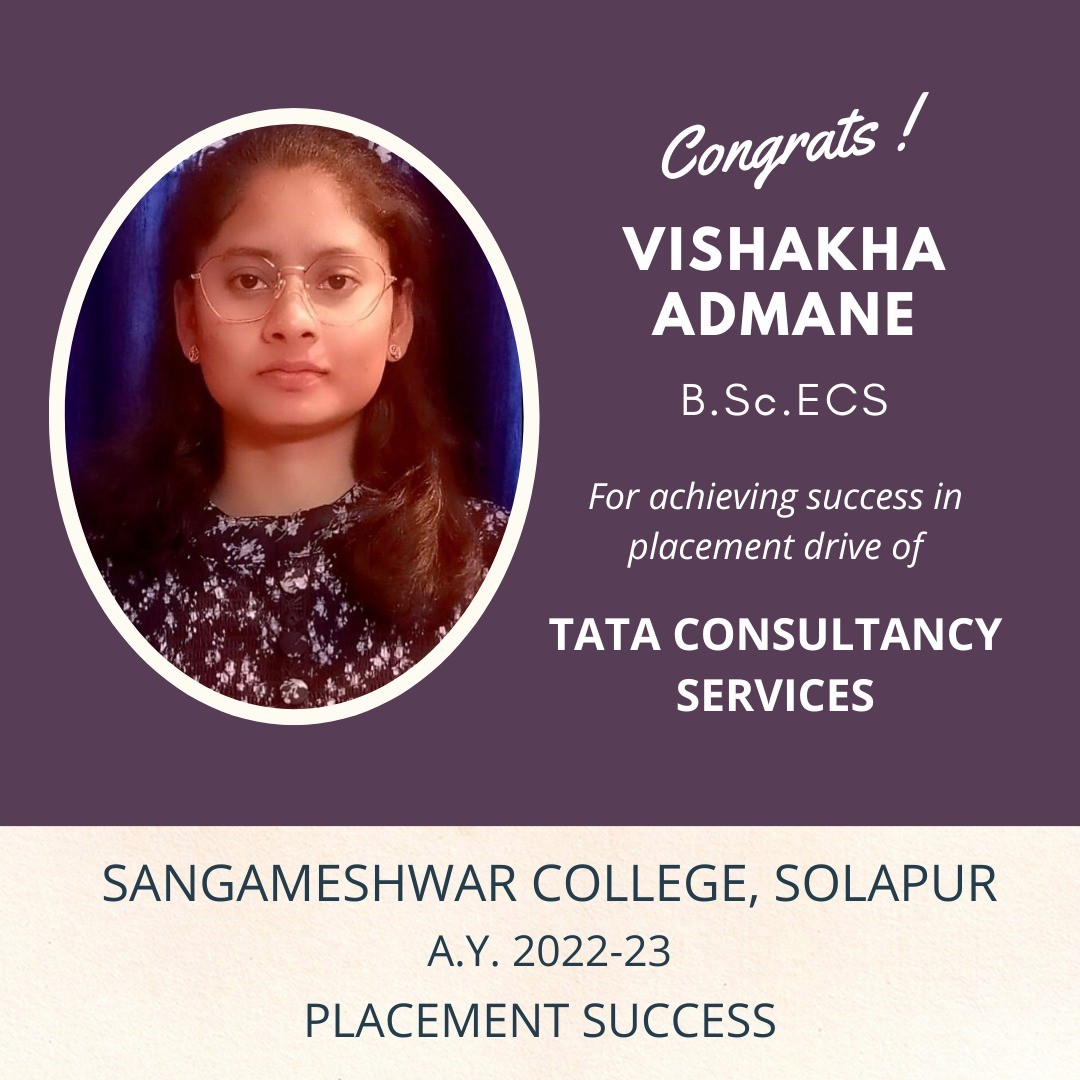 Congrats !
VISHAKHA
ADMANE
B.Sc.ECS
For achieving success in
placement drive of
TATA CONSULTANCY
SERVICES
SANGAMESHWAR COLLEGE, SOLAPUR
A.Y. 2022-23
PLACEMENT SUCCESS